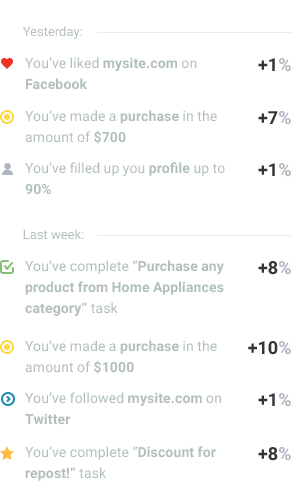 Yesterday:
You've liked mysite.com on
Facebook
+1%
You've made a purchase in the
amount of $700
+7%
You've filled up you profile up to
90%
+1%
Last week:
You've complete “Purchase any
product from Home Appliances
category” task
+8%
You've made a purchase in the
amount of $1000
+10%
You've followed mysite.com on
Twitter
+1%
You've complete “Discount for
repost!” task
+8%